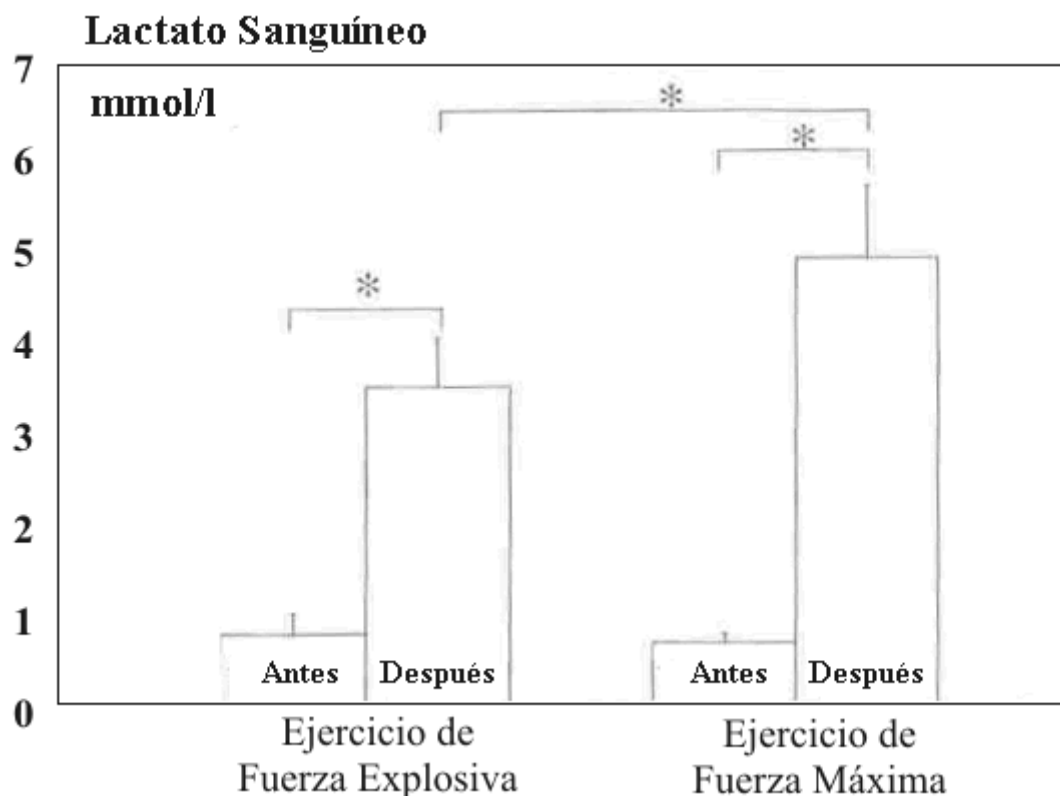 Lactato Sanguíneo
mmol/l
7
6
5
4
3
2
1
0
*
*
*
Antes Después
Antes Después
Ejercicio de
Fuerza Explosiva
Ejercicio de
Fuerza Máxima